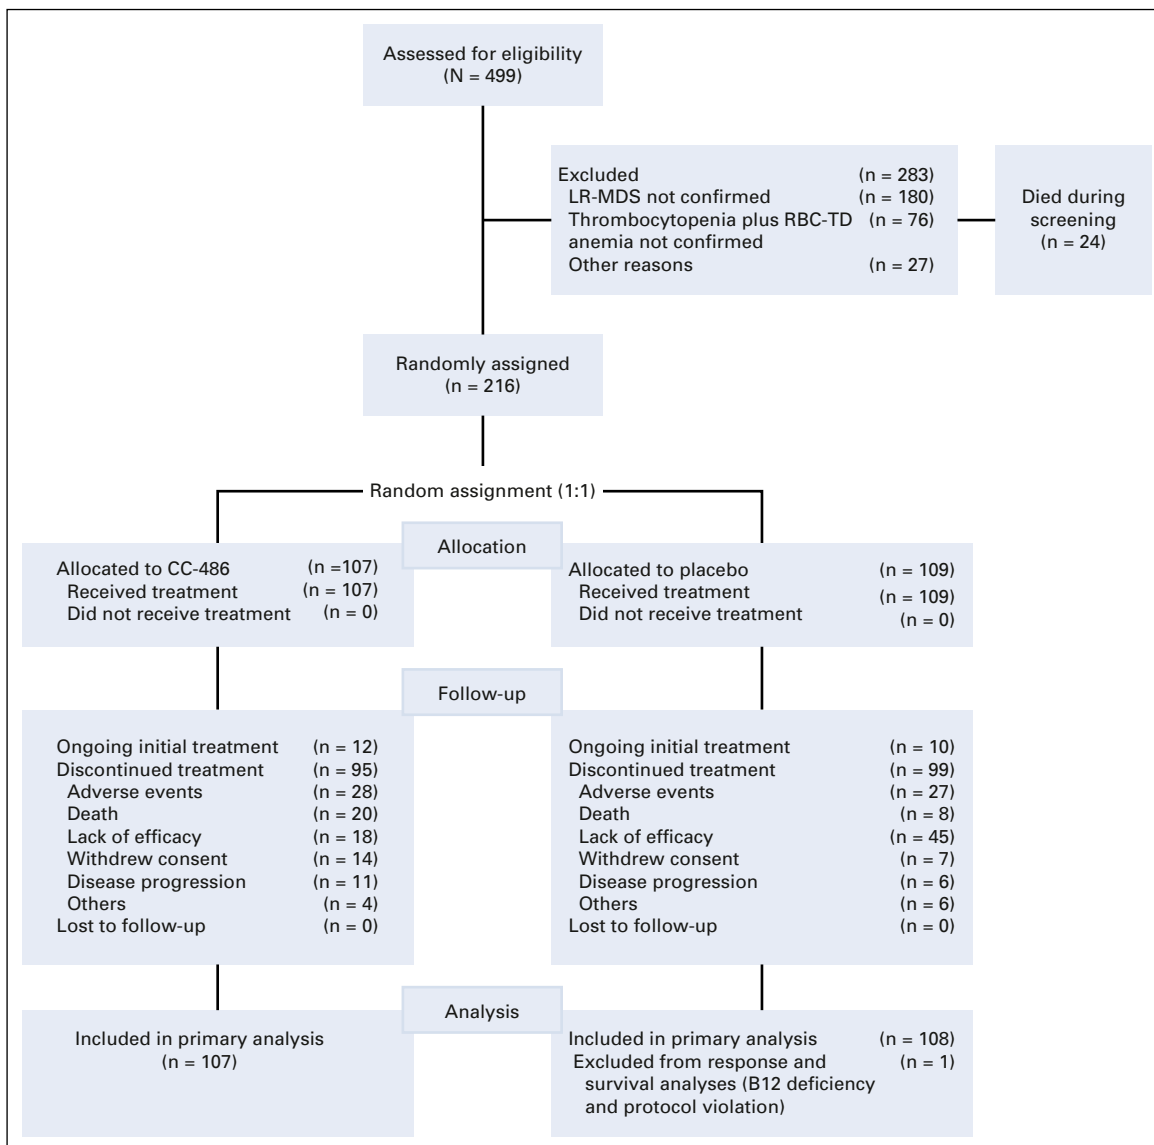 Assessed for eligibility
(N = 499)
Excluded (n = 283)
LR-MDS not confirmed (n = 180)
Thrombocytopenia plus RBC-TD (n = 76)
anemia not confirmed
Other reasons (n = 27)
Died during
screening
(n = 24)
Randomly assigned
(n = 216)
Random assignment (1:1)
Allocation
Allocated to CC-486 (n =107)
Received treatment (n = 107)
Did not receive treatment (n = 0)
Allocated to placebo (n = 109)
Received treatment (n = 109)
Did not receive treatment (n = 0)
Follow-up
Ongoing initial treatment (n = 12)
Discontinued treatment (n = 95)
Adverse events (n = 28)
Death (n = 20)
Lack of efficacy (n = 18)
Withdrew consent (n = 14)
Disease progression (n = 11)
Others (n = 4)
Lost to follow-up (n = 0)
Ongoing initial treatment (n = 10)
Discontinued treatment (n = 99)
Adverse events (n = 27)
Death (n = 8)
Lack of efficacy (n = 45)
Withdrew consent (n = 7)
Disease progression (n = 6)
Others (n = 6)
Lost to follow-up (n = 0)
Analysis
Included in primary analysis
(n = 107)
Included in primary analysis (n = 108)
Excluded from response and (n = 1)
survival analyses (B12 deficiency
and protocol violation)